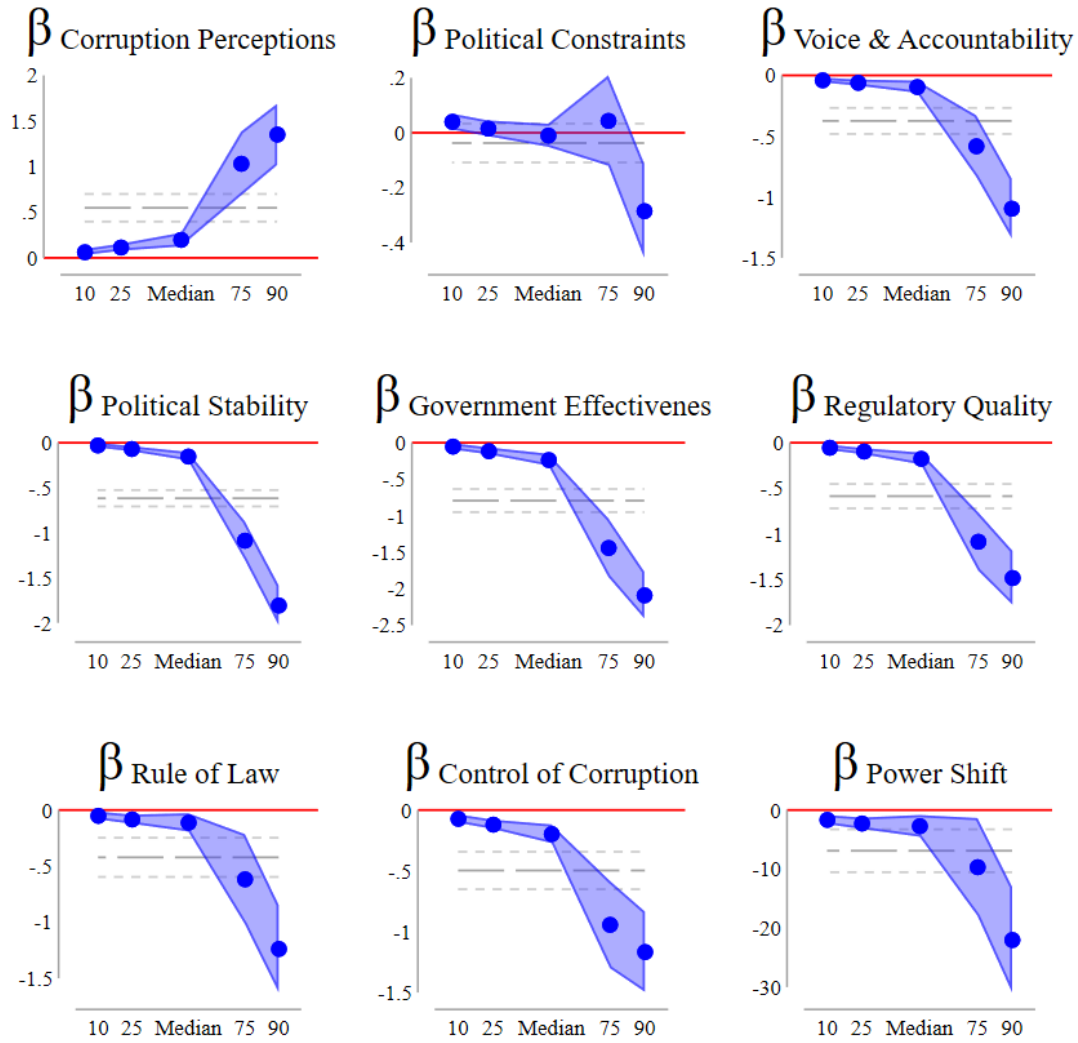 β Corruption Perceptions
2
1.5
1
.5
0
10 25 Median 75 90
β Political Constraints
.2
0
-.2
-.4
10 25 Median 75 90
β Voice & Accountability
0
-.5
-1
-1.5
10 25 Median 75 90
β Political Stability
0
-.5
-1
-1.5
-2
10 25 Median 75 90
β Government Effectivenes
0
-.5
-1
-1.5
-2
-2.5
10 25 Median 75 90
β Regulatory Quality
0
-.5
-1
-1.5
-2
10 25 Median 75 90
β Rule of Law
0
-.5
-1
-1.5
10 25 Median 75 90
β Control of Corruption
0
-.5
-1
-1.5
10 25 Median 75 90
β Power Shift
0
-10
-20
-30
10 25 Median 75 90